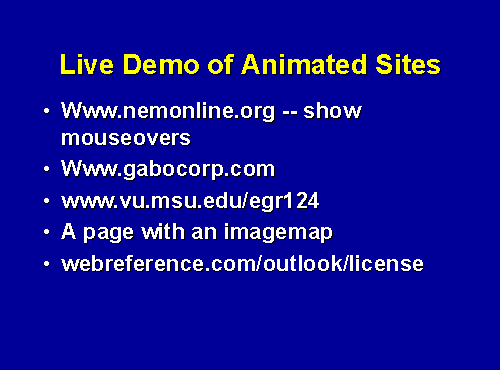 Live Demo of Animated Sites
• Www.nemonline.org -- show
mouseovers
• Www.gabocorp.com
• www.vu.msu.edu/egr124
• A page with an imagemap
• webreference.com/outlook/license